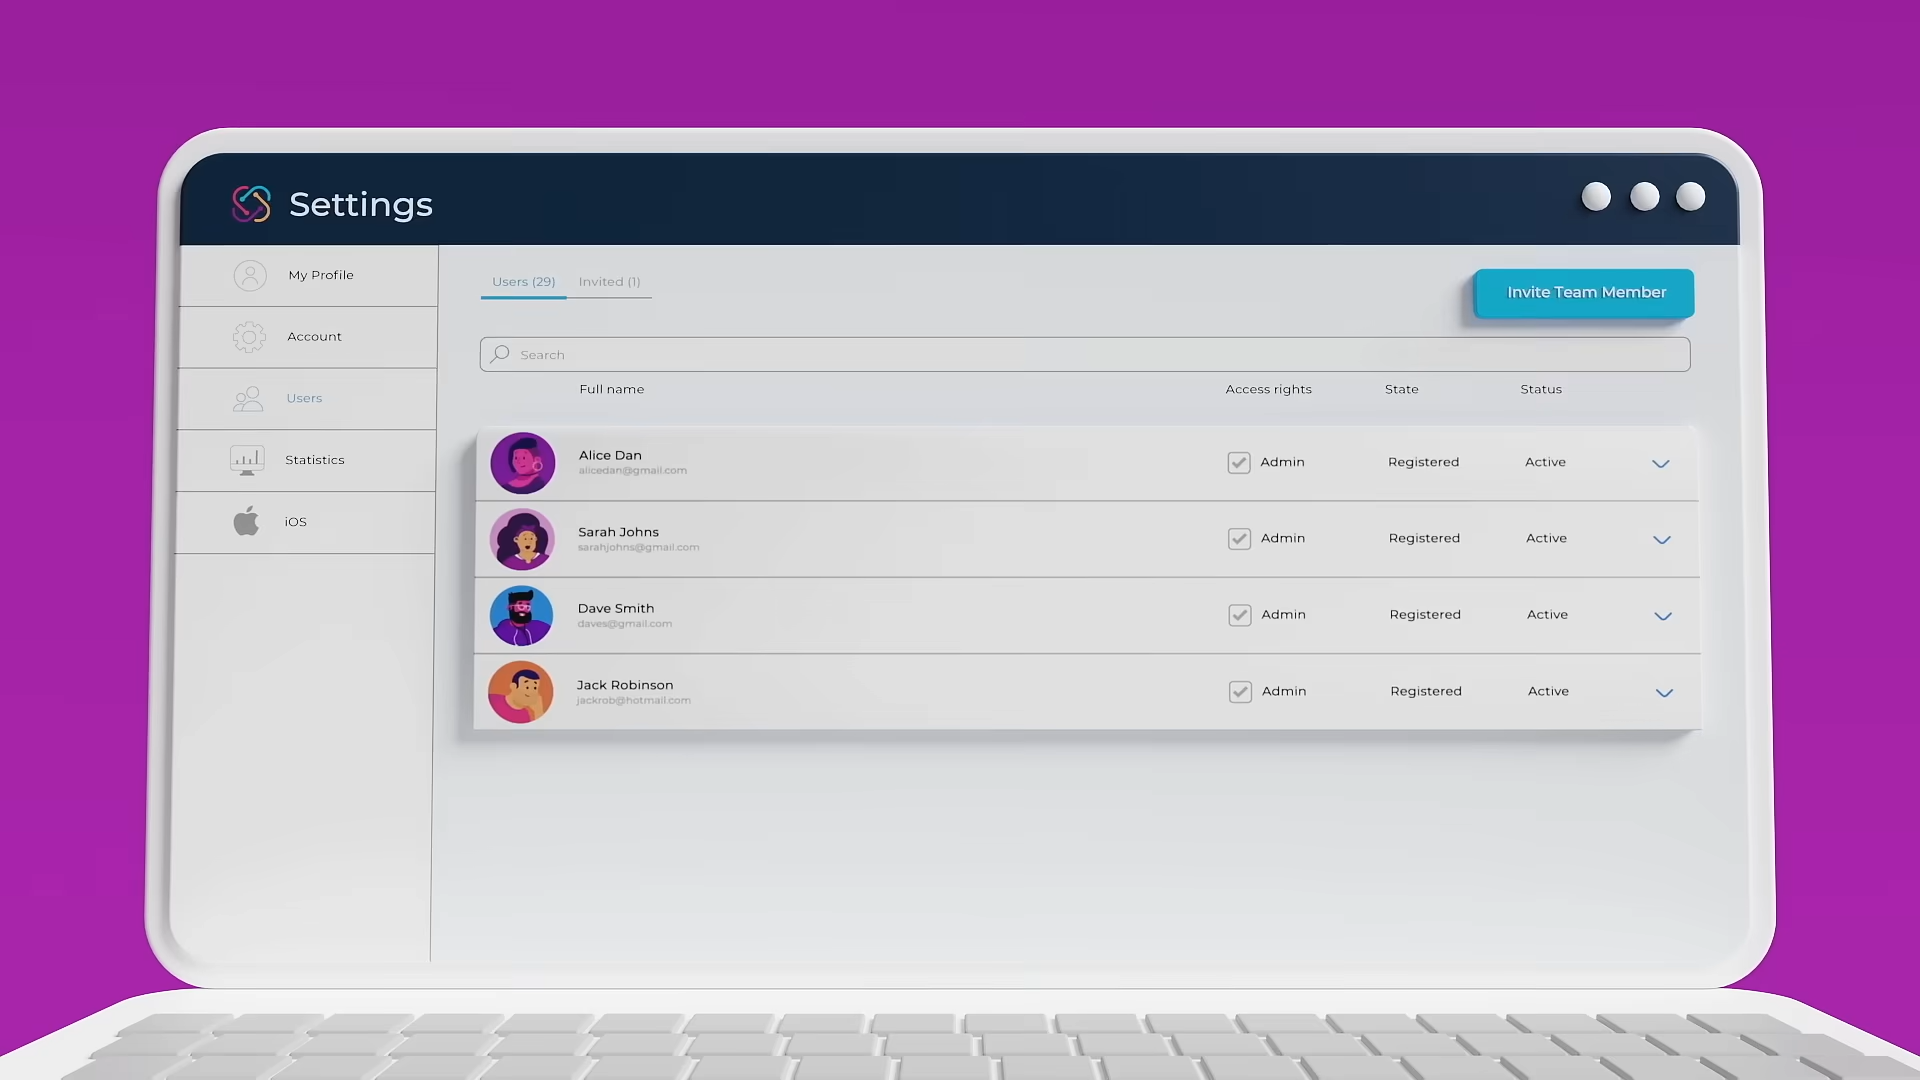 Settings
My Profile
Account
Users
Statistics
iOS
Users (29) Invited (1)
Invite Team Member
Search
Full name Access rights State Status
Alice Dan
alicedan@gmail.com
Admin Registered Active
Sarah Johns
sarahjohns@gmail.com
Admin Registered Active
Dave Smith
daves@gmail.com
Admin Registered Active
Jack Robinson
jackrob@hotmail.com
Admin Registered Active